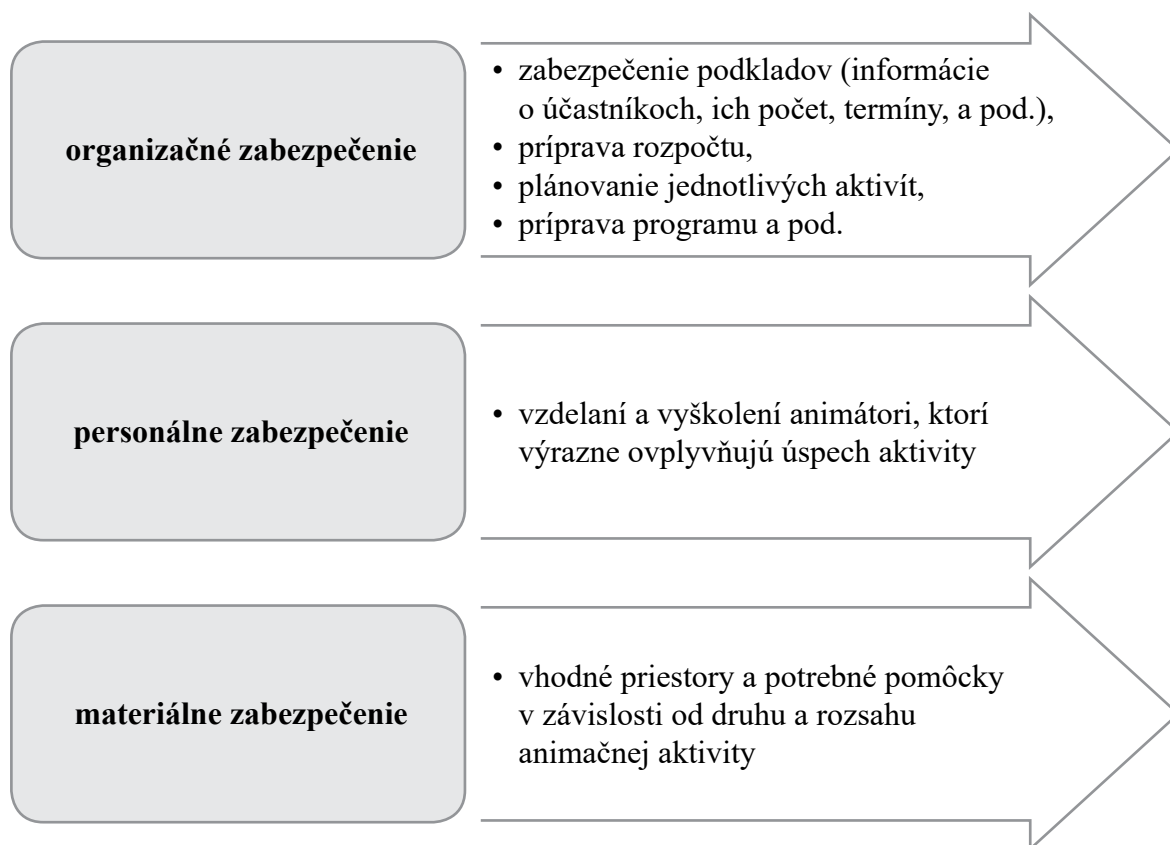 organizačné zabezpečenie
• zabezpečenie podkladov (informácie
o účastníkoch, ich počet, termíny, a pod.),
• príprava rozpočtu,
• plánovanie jednotlivých aktivít,
• príprava programu a pod.
personálne zabezpečenie
• vzdelaní a vyškolení animátori, ktorí
výrazne ovplyvňujú úspech aktivity
materiálne zabezpečenie
• vhodné priestory a potrebné pomôcky
v závislosti od druhu a rozsahu
animačnej aktivity